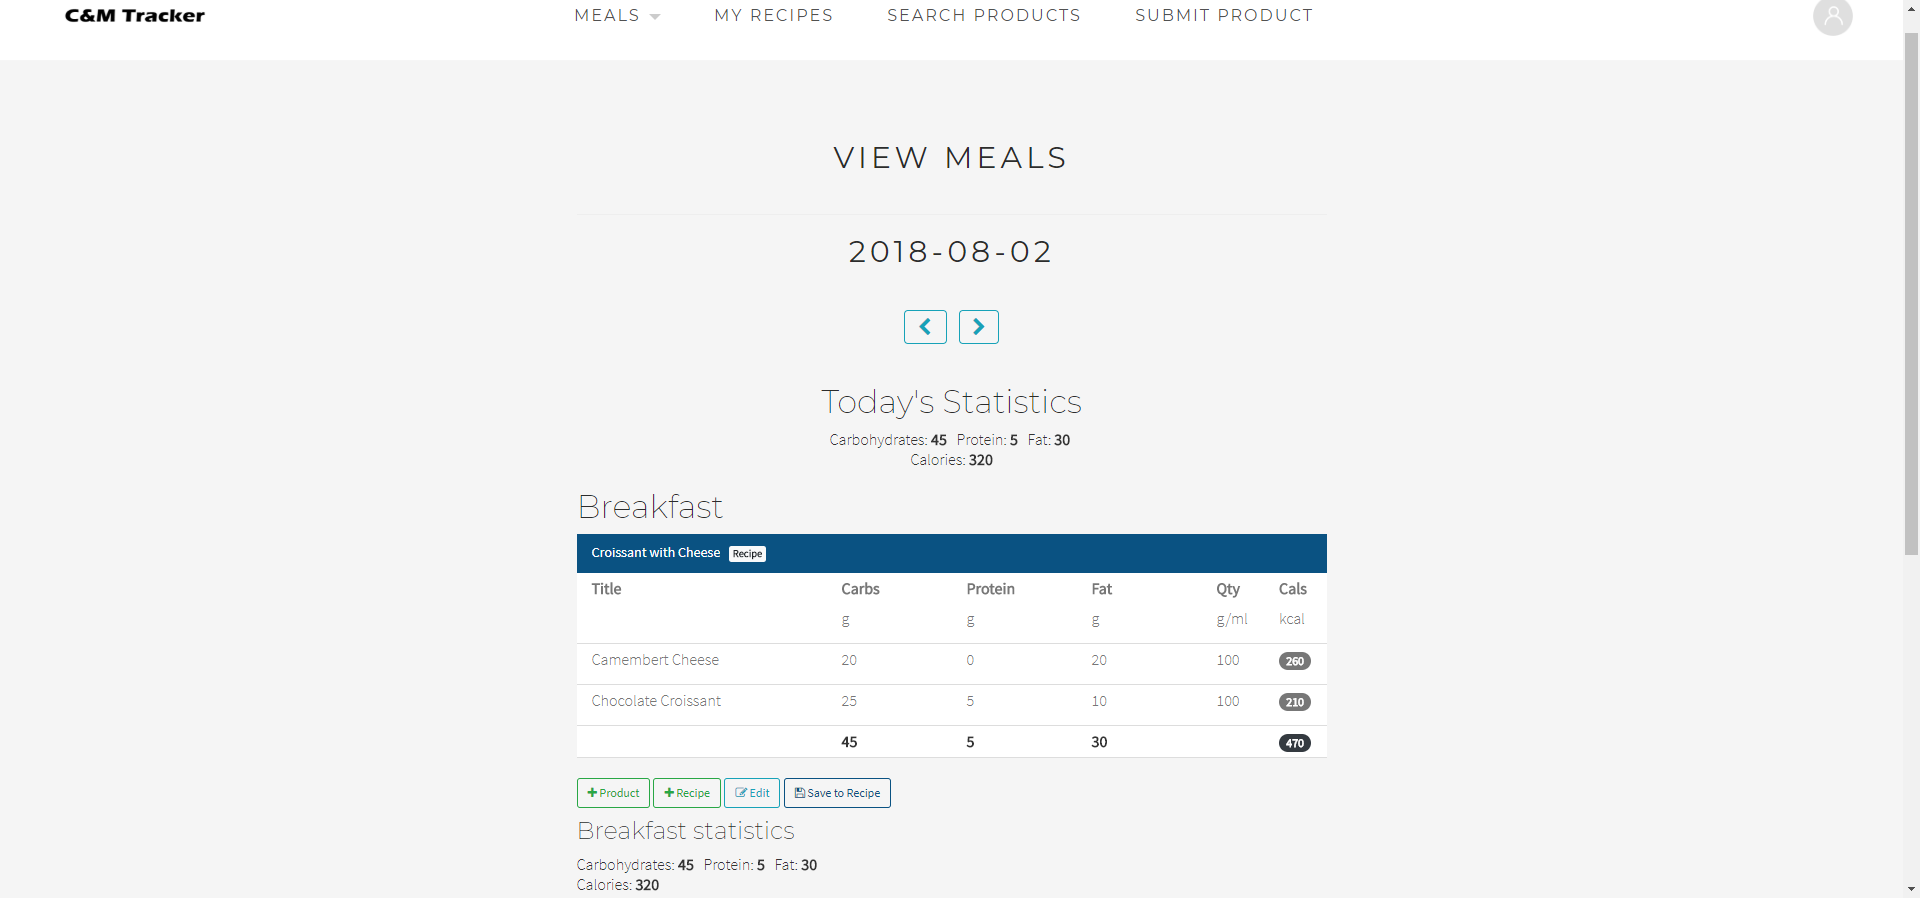 C&M Tracker MEALS MY RECIPES SEARCH PRODUCTS SUBMIT PRODUCT
VIEW MEALS
2018-08-02
Today's Statistics
Carbohydrates: 45 Protein: 5 Fat: 30
Calories: 320
Breakfast
Croissant with Cheese Recipe
Title Carbs Protein Fat Qty Cals
g g g g/ml kcal
Camembert Cheese 20 0 20 100 260
Chocolate Croissant 25 5 10 100 210
45 5 30 470
Product Recipe Edit Save to Recipe
Breakfast statistics
Carbohydrates: 45 Protein: 5 Fat: 30
Calories: 320